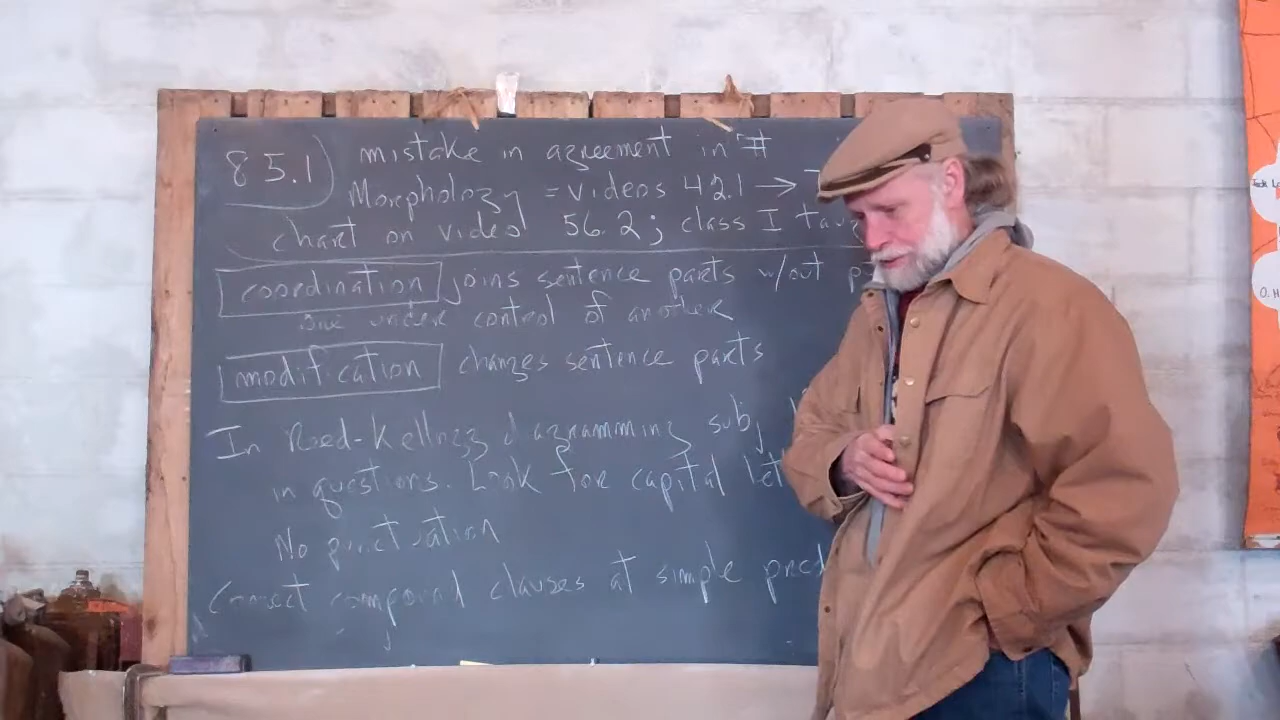 85.1) mistake in agreement in #
Morphology = videos 42.1 →
chart on video 56.2; class I
coordination joins sentence parts w/out
one under control of another
modification changes sentence parts
In Reed-Kellogg diagramming subj
in questions. Look for capital let
No punctuation
Connect compound clauses at simple pred
O. H